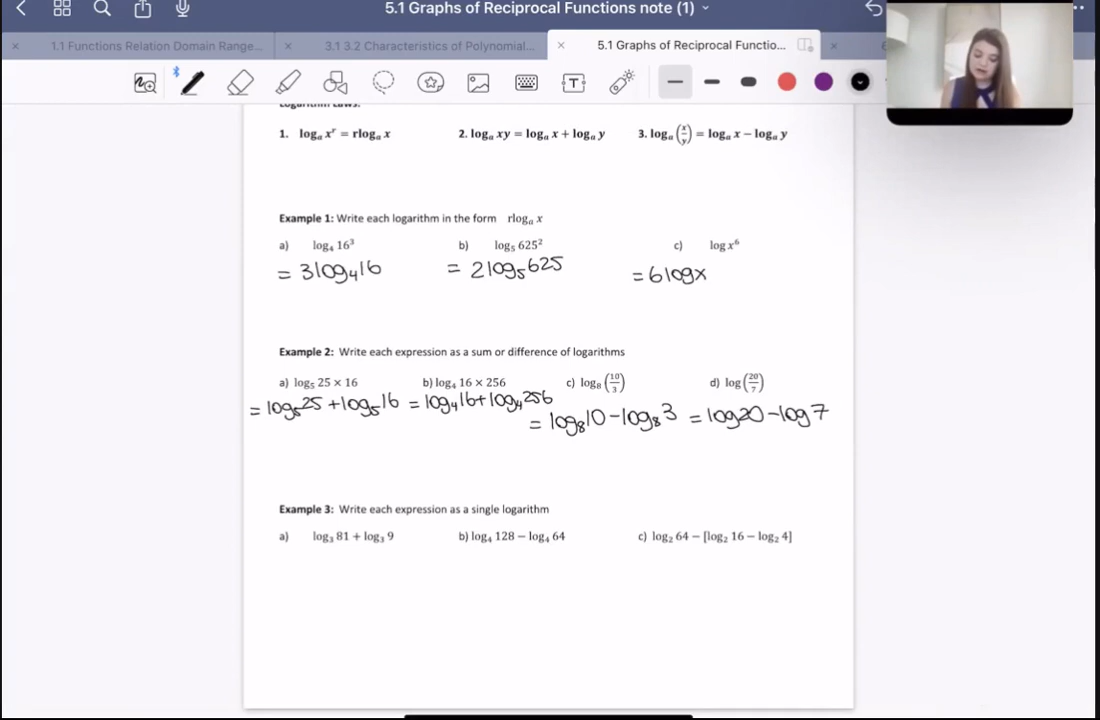 5.1 Graphs of Reciprocal Functions note (1)
1.1 Functions Relation Domain Range... 3.1 3.2 Characteristics of Polynomial... 5.1 Graphs of Reciprocal Functio...
Logarithm Laws:
1. logₐ xʳ = rlogₐ x 2. logₐ xy = logₐ x + logₐ y 3. logₐ (x/y) = logₐ x − logₐ y
Example 1: Write each logarithm in the form rlogₐ x
a) log₄ 16³ b) log₅ 625² c) log x⁶
= 3log₄16 = 2log₅625 = 6logx
Example 2: Write each expression as a sum or difference of logarithms
a) log₅ 25 × 16 b) log₄ 16 × 256 c) log₈ (10/3) d) log (20/7)
= log₅25 + log₅16 = log₄16 + log₄256
= log₈10 − log₈3 = log20 − log7
Example 3: Write each expression as a single logarithm
a) log₃ 81 + log₃ 9 b) log₄ 128 − log₄ 64 c) log₂ 64 − [log₂ 16 − log₂ 4]